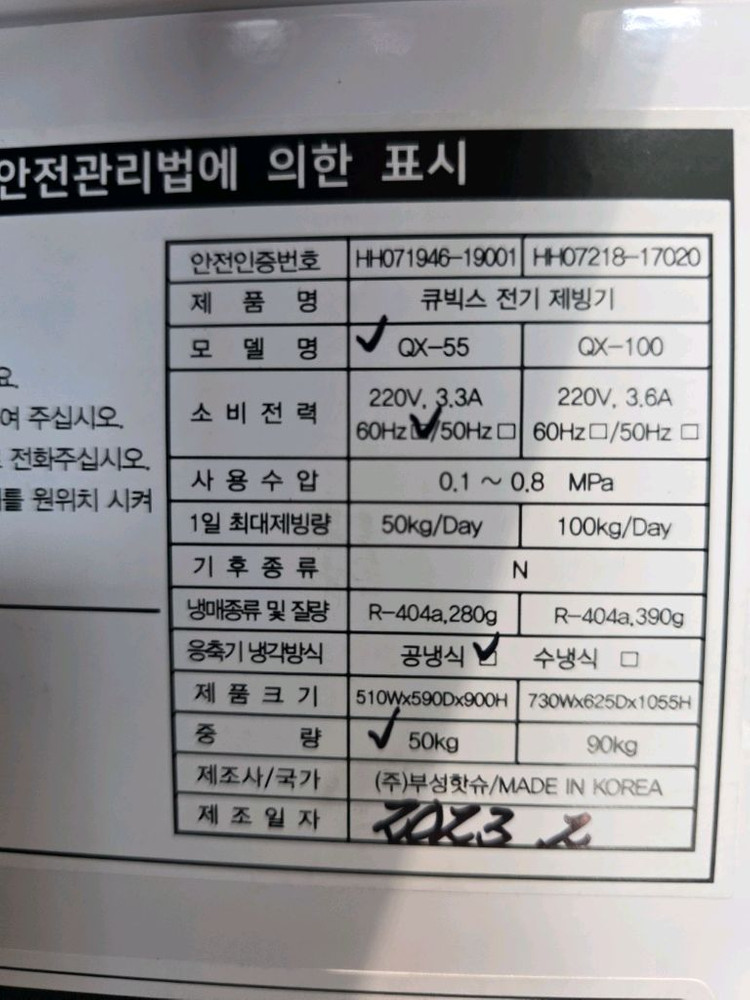 안전관리법에 의한 표시
안전인증번호 HH071946-19001 HH07218-17020
제 품 명 큐빅스 전기 제빙기
모 델 명 ✓ QX-55 QX-100
소 비 전 력 220V, 3.3A 220V, 3.6A
60Hz☑/50Hz□ 60Hz□/50Hz □
사 용 수 압 0.1 ~ 0.8 MPa
1일 최대제빙량 50kg/Day 100kg/Day
기 후 종 류 N
냉매종류 및 질량 R-404a,280g R-404a,390g
응축기 냉각방식 공냉식 ☑ 수냉식 □
제 품 크 기 510Wx590Dx900H 730Wx625Dx1055H
중 량 ✓ 50kg 90kg
제조사/국가 (주)부성핫슈/MADE IN KOREA
제 조 일 자 2023 2
요.
여 주십시오.
전화주십시오.
를 원위치 시켜